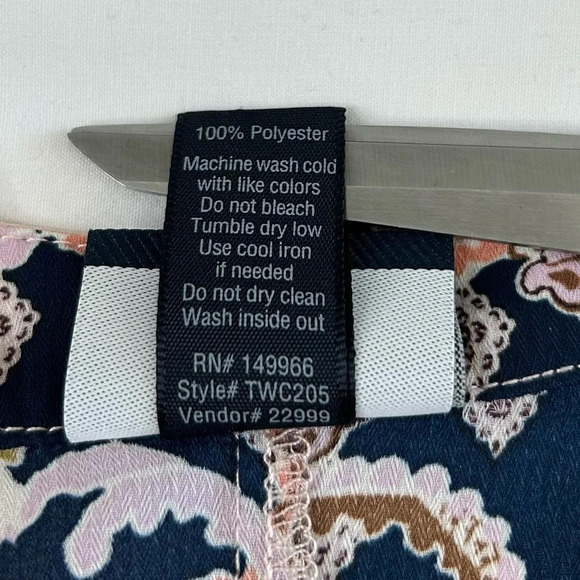 100% Polyester
Machine wash cold
with like colors
Do not bleach
Tumble dry low
Use cool iron
if needed
Do not dry clean
Wash inside out
RN# 149966
Style# TWC205
Vendor# 22999